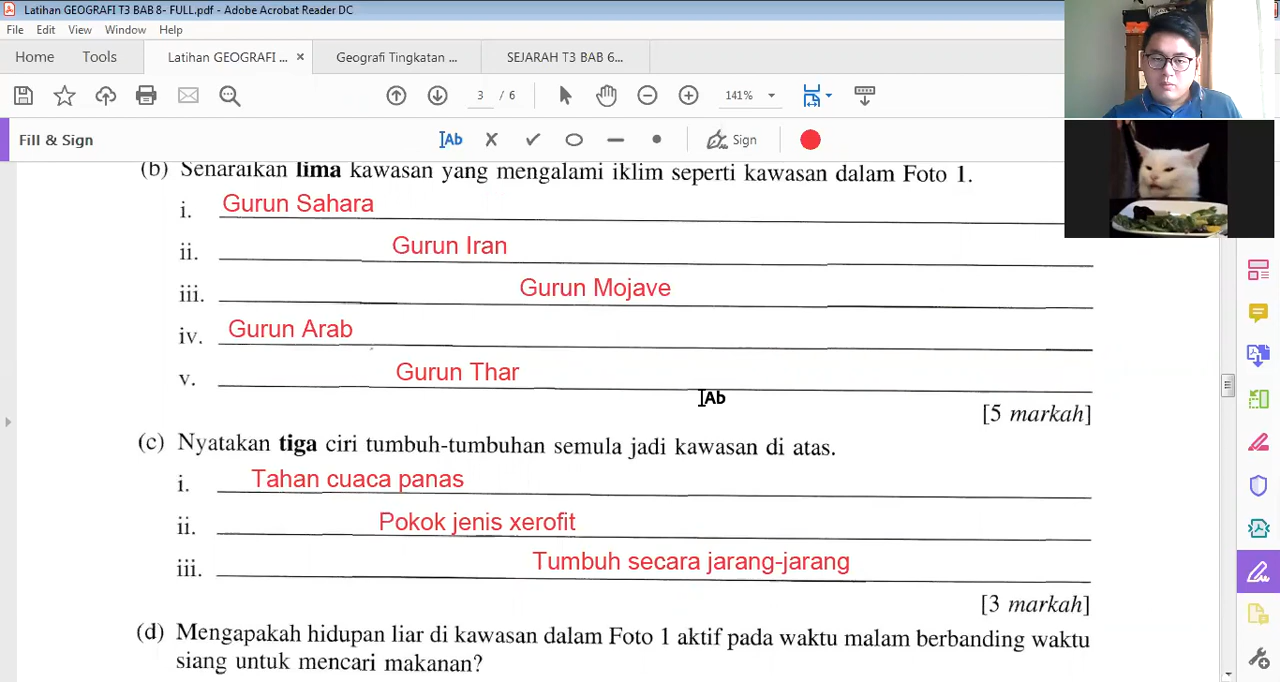 Latihan GEOGRAFI T3 BAB 8- FULL.pdf - Adobe Acrobat Reader DC
File Edit View Window Help
Home Tools Latihan GEOGRAFI ... × Geografi Tingkatan ... SEJARAH T3 BAB 6...
3 / 6 141%
Fill & Sign Ab Sign
(b) Senaraikan lima kawasan yang mengalami iklim seperti kawasan dalam Foto 1.
i. Gurun Sahara
ii. Gurun Iran
iii. Gurun Mojave
iv. Gurun Arab
v. Gurun Thar
Ab
[5 markah]
(c) Nyatakan tiga ciri tumbuh-tumbuhan semula jadi kawasan di atas.
i. Tahan cuaca panas
ii. Pokok jenis xerofit
iii. Tumbuh secara jarang-jarang
[3 markah]
(d) Mengapakah hidupan liar di kawasan dalam Foto 1 aktif pada waktu malam berbanding waktu
siang untuk mencari makanan?